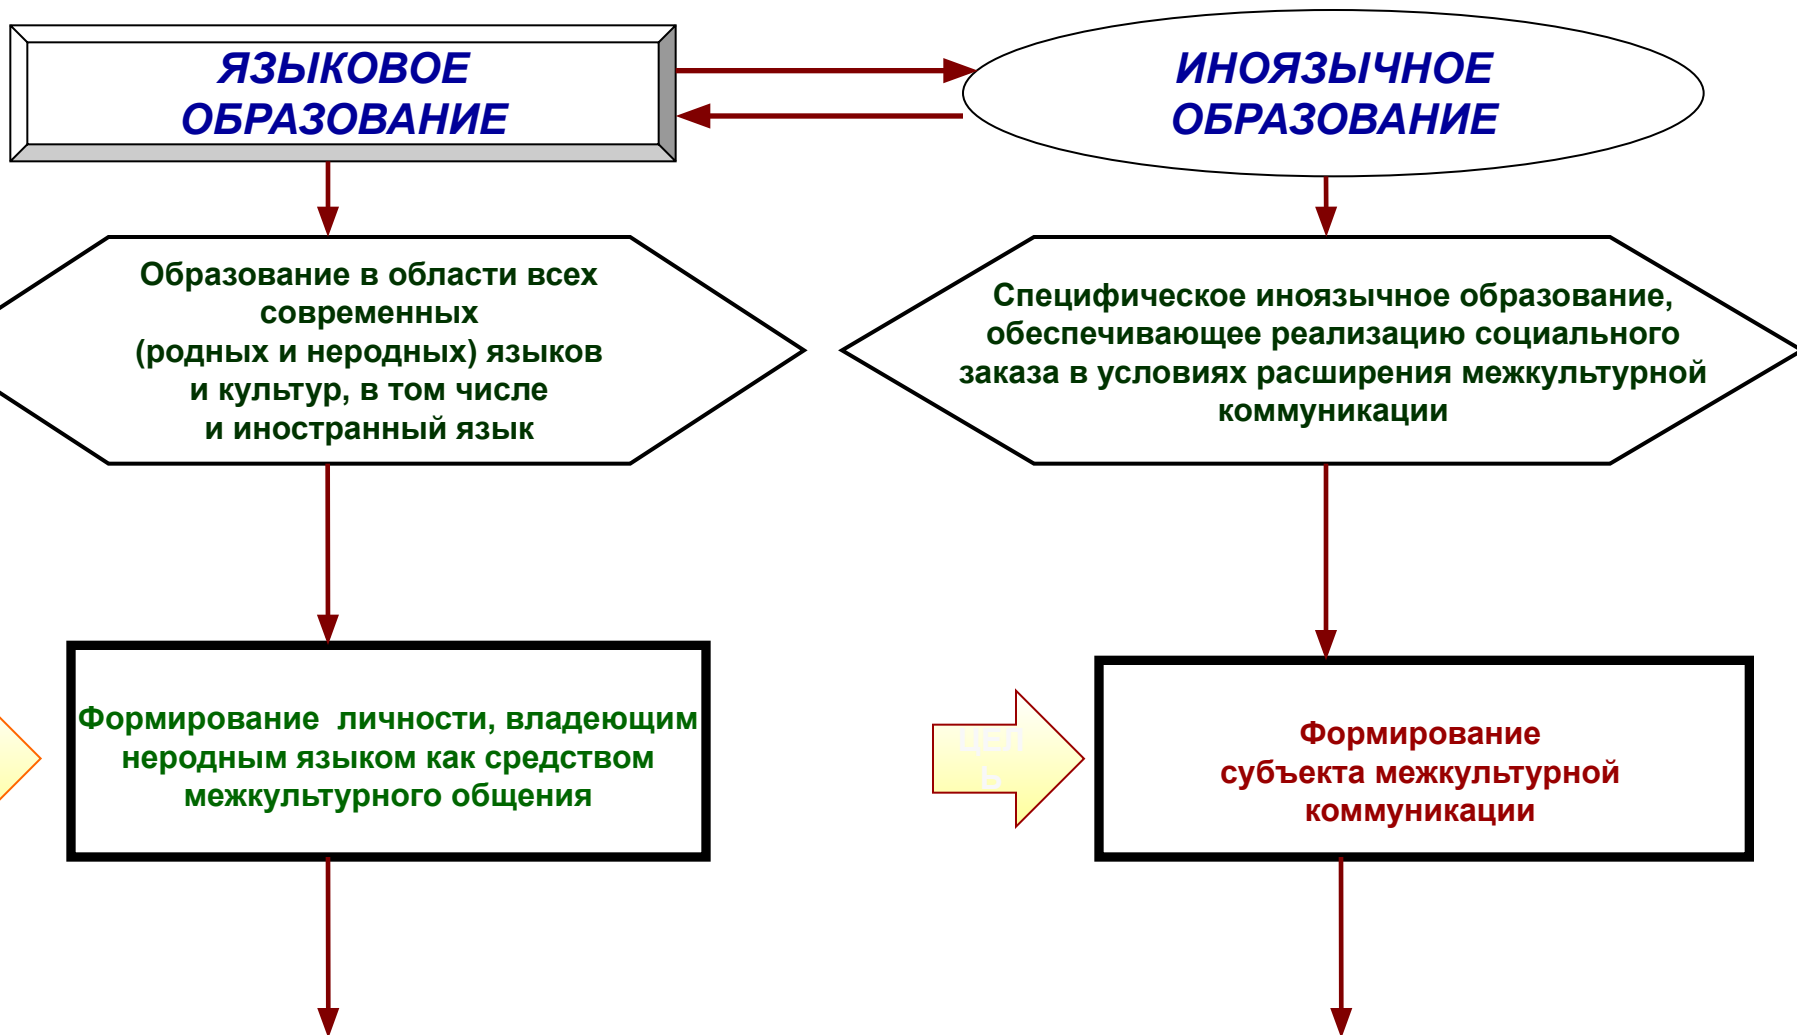 ЯЗЫКОВОЕ
ОБРАЗОВАНИЕ
ИНОЯЗЫЧНОЕ
ОБРАЗОВАНИЕ
Образование в области всех
современных
(родных и неродных) языков
и культур, в том числе
и иностранный язык
Специфическое иноязычное образование,
обеспечивающее реализацию социального
заказа в условиях расширения межкультурной
коммуникации
Формирование  личности, владеющим
неродным языком как средством
межкультурного общения
ЦЕЛ
Ь
Формирование
субъекта межкультурной
коммуникации